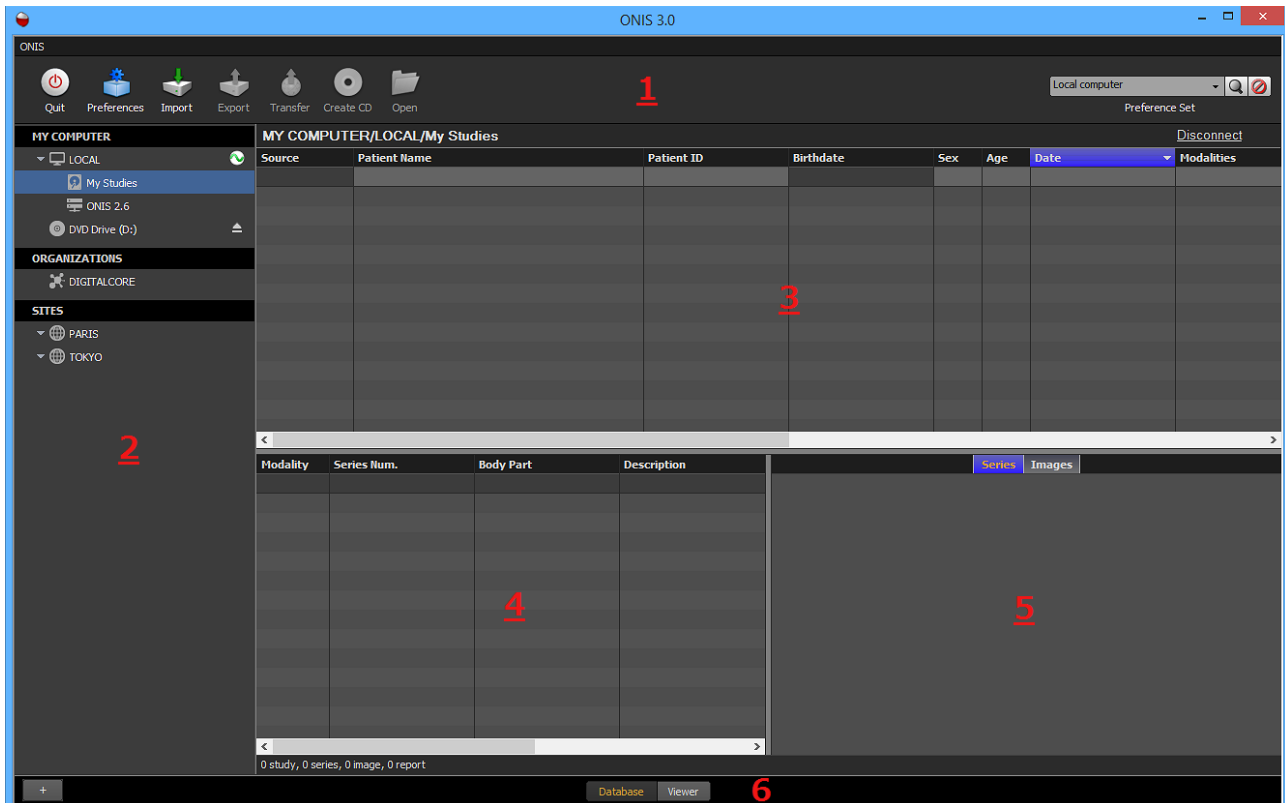 ONIS 3.0
ONIS
1
Quit Preferences Import Export Transfer Create CD Open
Local computer
Preference Set
MY COMPUTER
LOCAL
My Studies
ONIS 2.6
DVD Drive (D:)
ORGANIZATIONS
DIGITALCORE
SITES
PARIS
TOKYO
2
MY COMPUTER/LOCAL/My Studies Disconnect
Source Patient Name Patient ID Birthdate Sex Age Date Modalities
3
Modality Series Num. Body Part Description
4
Series Images
5
0 study, 0 series, 0 image, 0 report
+ Database Viewer 6